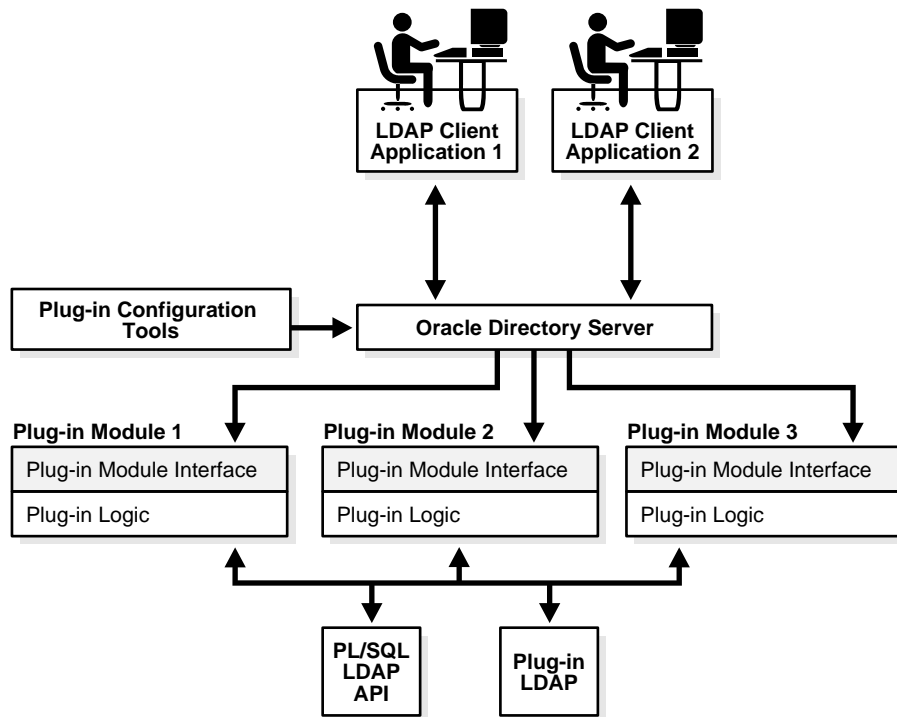 LDAP Client
Application 1
LDAP Client
Application 2
Plug-in Configuration
Tools
Oracle Directory Server
Plug-in Module 1
Plug-in Module Interface
Plug-in Logic
Plug-in Module 2
Plug-in Module Interface
Plug-in Logic
Plug-in Module 3
Plug-in Module Interface
Plug-in Logic
PL/SQL
LDAP
API
Plug-in
LDAP